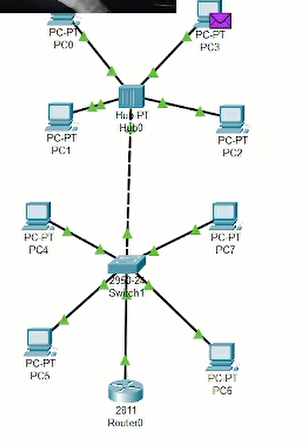 PC-PT
PC0
PC-PT
PC3
Hub-PT
Hub0
PC-PT
PC1
PC-PT
PC2
PC-PT
PC4
PC-PT
PC7
2950-24
Switch1
PC-PT
PC5
PC-PT
PC6
2811
Router0